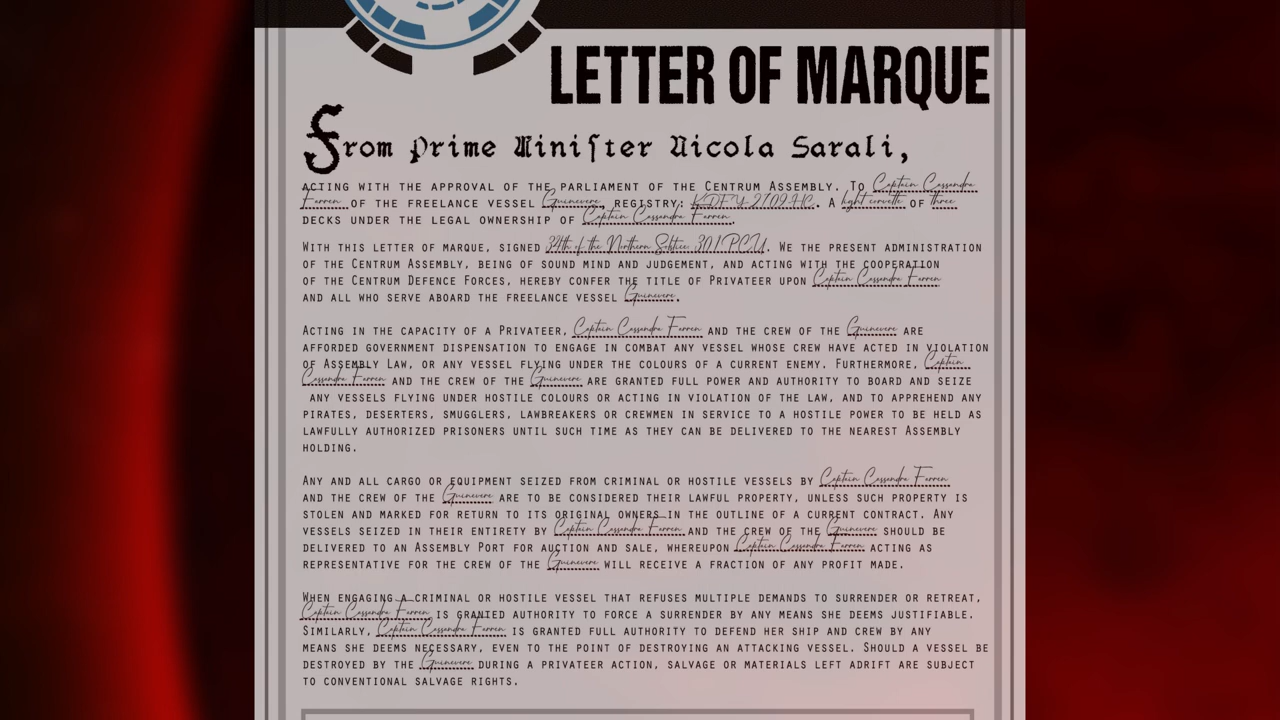 LETTER OF MARQUE
From Prime Minister Nicola Sarali,
ACTING WITH THE APPROVAL OF THE PARLIAMENT OF THE CENTRUM ASSEMBLY. TO Captain Cassandra
Farren OF THE FREELANCE VESSEL Guinevere, REGISTRY: . A light corvette OF three
DECKS UNDER THE LEGAL OWNERSHIP OF Captain Cassandra Farren.
WITH THIS LETTER OF MARQUE, SIGNED 34th of the Northern Solstice 301 PCU. WE THE PRESENT ADMINISTRATION
OF THE CENTRUM ASSEMBLY, BEING OF SOUND MIND AND JUDGEMENT, AND ACTING WITH THE COOPERATION
OF THE CENTRUM DEFENCE FORCES, HEREBY CONFER THE TITLE OF PRIVATEER UPON Captain Cassandra Farren
AND ALL WHO SERVE ABOARD THE FREELANCE VESSEL Guinevere.
ACTING IN THE CAPACITY OF A PRIVATEER, Captain Cassandra Farren AND THE CREW OF THE Guinevere ARE
AFFORDED GOVERNMENT DISPENSATION TO ENGAGE IN COMBAT ANY VESSEL WHOSE CREW HAVE ACTED IN VIOLATION
OF ASSEMBLY LAW, OR ANY VESSEL FLYING UNDER THE COLOURS OF A CURRENT ENEMY. FURTHERMORE, Captain
Cassandra Farren AND THE CREW OF THE Guinevere ARE GRANTED FULL POWER AND AUTHORITY TO BOARD AND SEIZE
ANY VESSELS FLYING UNDER HOSTILE COLOURS OR ACTING IN VIOLATION OF THE LAW, AND TO APPREHEND ANY
PIRATES, DESERTERS, SMUGGLERS, LAWBREAKERS OR CREWMEN IN SERVICE TO A HOSTILE POWER TO BE HELD AS
LAWFULLY AUTHORIZED PRISONERS UNTIL SUCH TIME AS THEY CAN BE DELIVERED TO THE NEAREST ASSEMBLY
HOLDING.
ANY AND ALL CARGO OR EQUIPMENT SEIZED FROM CRIMINAL OR HOSTILE VESSELS BY Captain Cassandra Farren
AND THE CREW OF THE Guinevere ARE TO BE CONSIDERED THEIR LAWFUL PROPERTY, UNLESS SUCH PROPERTY IS
STOLEN AND MARKED FOR RETURN TO ITS ORIGINAL OWNERS IN THE OUTLINE OF A CURRENT CONTRACT. ANY
VESSELS SEIZED IN THEIR ENTIRETY BY Captain Cassandra Farren AND THE CREW OF THE Guinevere SHOULD BE
DELIVERED TO AN ASSEMBLY PORT FOR AUCTION AND SALE, WHEREUPON Captain Cassandra Farren ACTING AS
REPRESENTATIVE FOR THE CREW OF THE Guinevere WILL RECEIVE A FRACTION OF ANY PROFIT MADE.
WHEN ENGAGING A CRIMINAL OR HOSTILE VESSEL THAT REFUSES MULTIPLE DEMANDS TO SURRENDER OR RETREAT,
Captain Cassandra Farren IS GRANTED AUTHORITY TO FORCE A SURRENDER BY ANY MEANS SHE DEEMS JUSTIFIABLE.
SIMILARLY, Captain Cassandra Farren IS GRANTED FULL AUTHORITY TO DEFEND HER SHIP AND CREW BY ANY
MEANS SHE DEEMS NECESSARY, EVEN TO THE POINT OF DESTROYING AN ATTACKING VESSEL. SHOULD A VESSEL BE
DESTROYED BY THE Guinevere DURING A PRIVATEER ACTION, SALVAGE OR MATERIALS LEFT ADRIFT ARE SUBJECT
TO CONVENTIONAL SALVAGE RIGHTS.